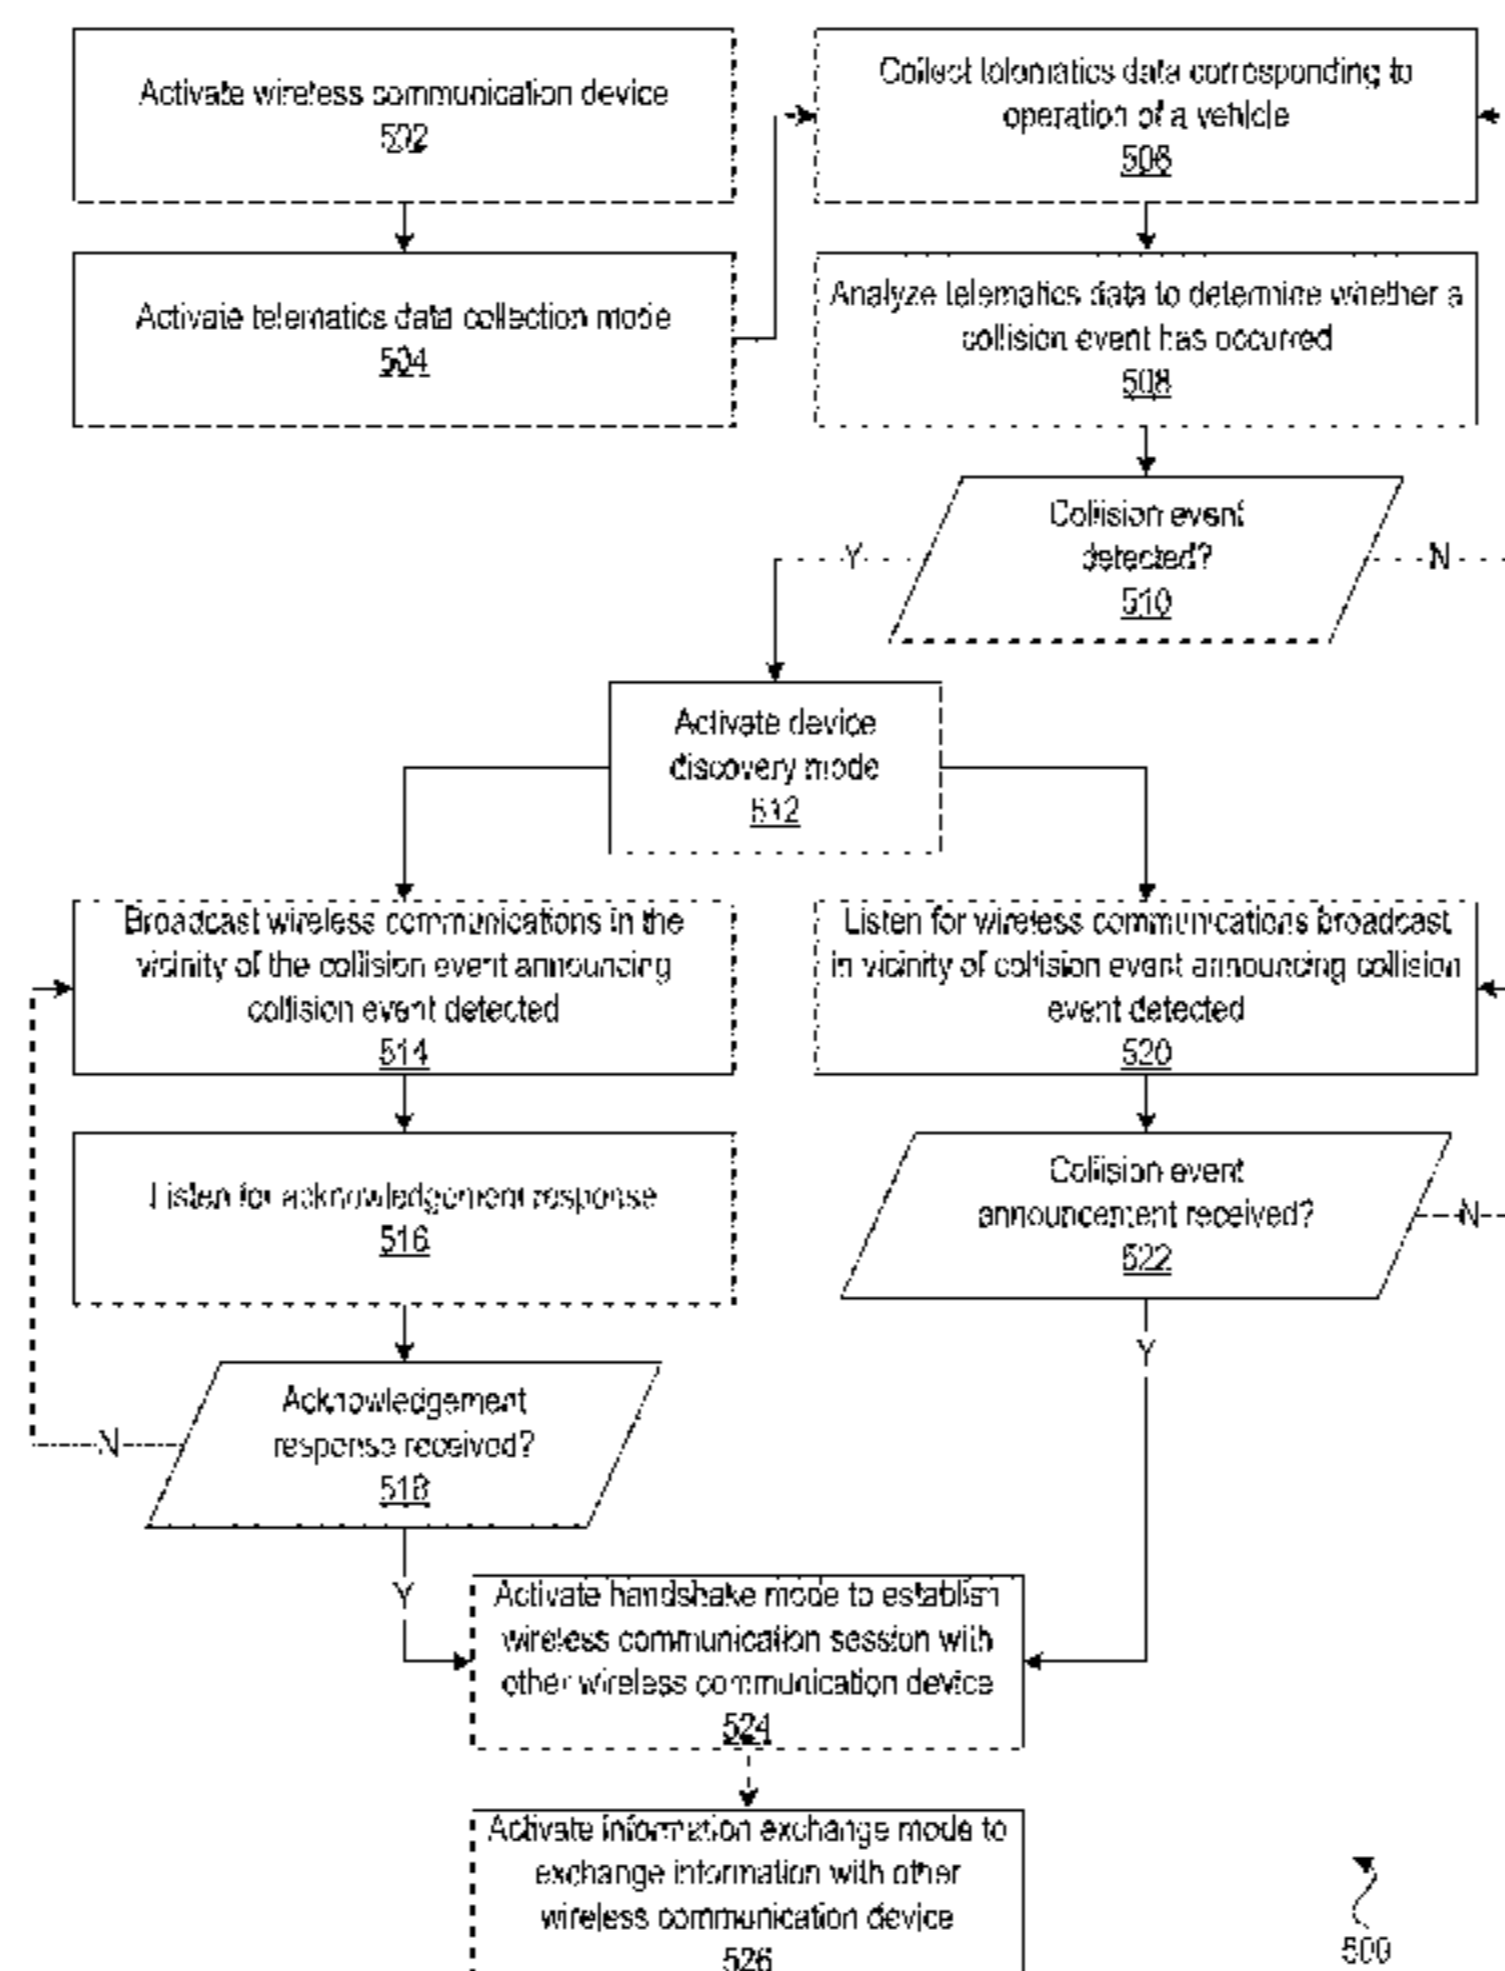 Activate wireless communication device
502
Activate telematics data collection mode
504
Collect telematics data corresponding to
operation of a vehicle
506
Analyze telematics data to determine whether a
collision event has occurred
508
Collision event
detected?
510
Y
N
Activate device
discovery mode
512
Broadcast wireless communications in the
vicinity of the collision event announcing
collision event detected
514
Listen for acknowledgement response
516
Acknowledgement
response received?
518
N
Y
Listen for wireless communications broadcast
in vicinity of collision event announcing collision
event detected
520
Collision event
announcement received?
522
N
Y
Activate handshake mode to establish
wireless communication session with
other wireless communication device
524
Activate information exchange mode to
exchange information with other
wireless communication device
526
500